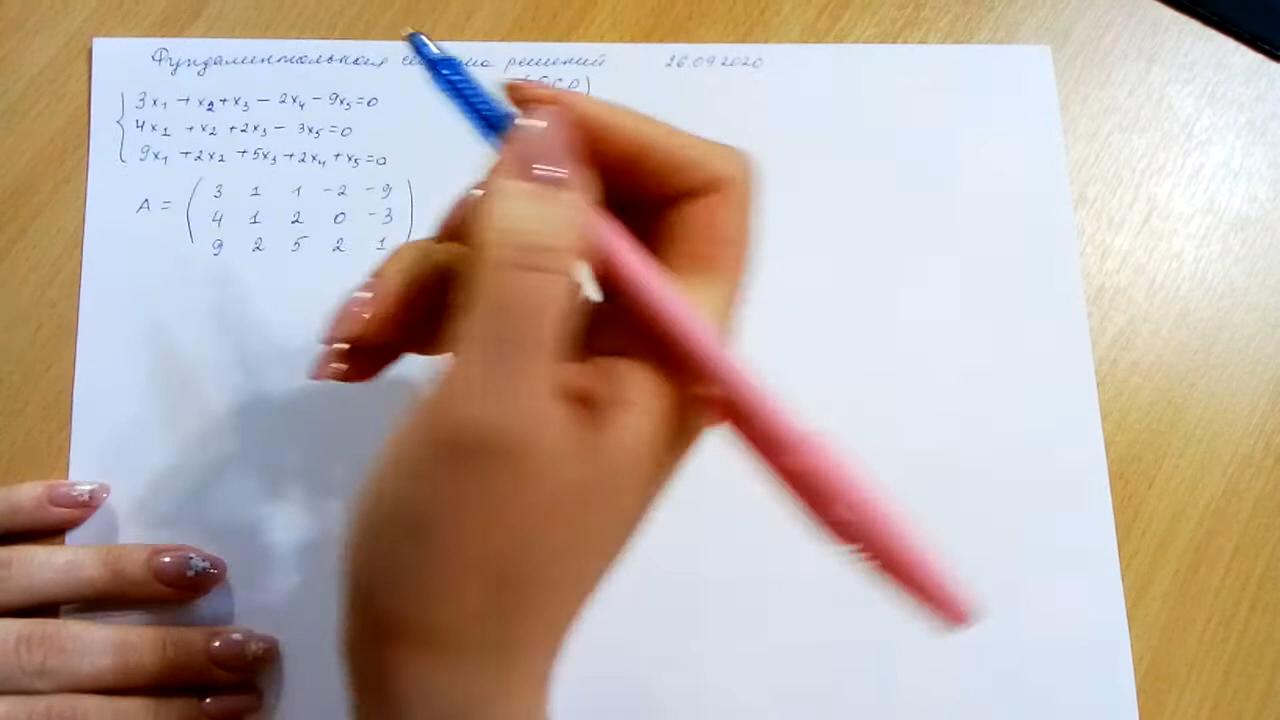 Фундаментальная решений 26.09.2020
(ФСР)
3x₁ + x₂ + x₃ - 2x₄ - 9x₅ = 0
4x₁ + x₂ + 2x₃ - 3x₅ = 0
9x₁ + 2x₂ + 5x₃ + 2x₄ + x₅ = 0
3 1 1 -2 -9
A = 4 1 2 0 -3
9 2 5 2 1